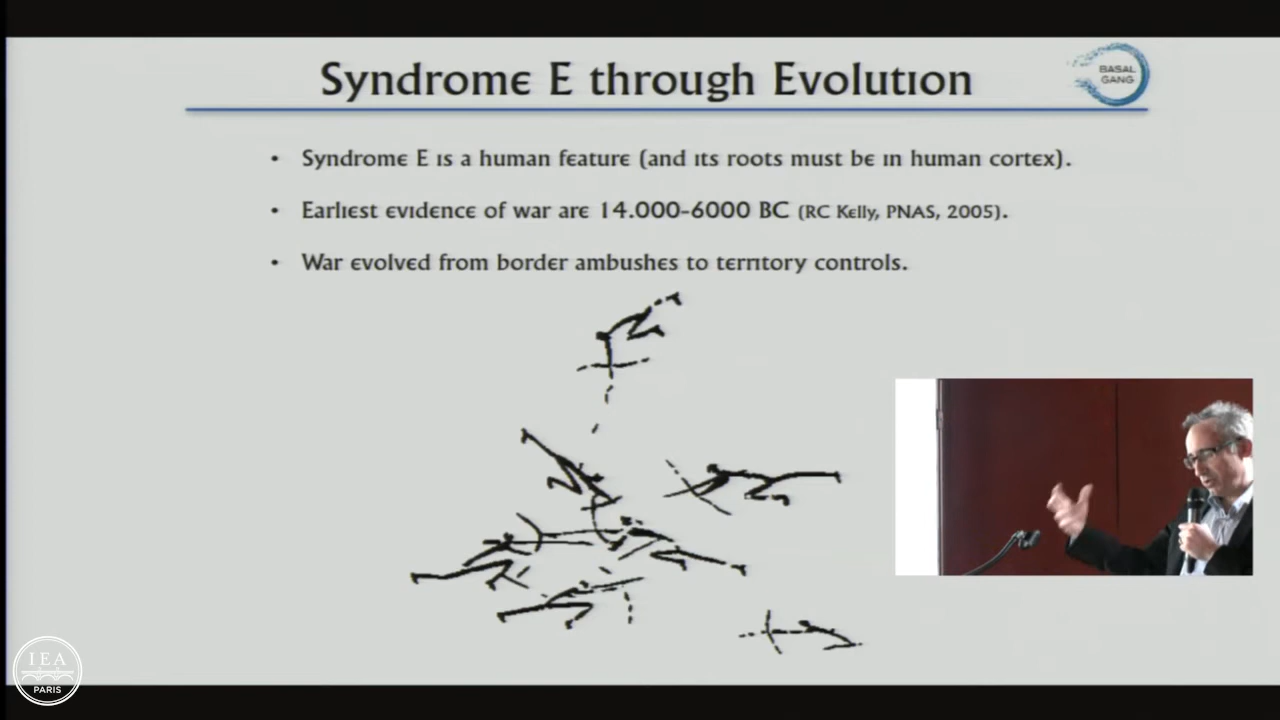 Syndrome E through Evolution
BASAL
GANG
• Syndrome E is a human feature (and its roots must be in human cortex).
• Earliest evidence of war are 14.000-6000 BC (RC Kelly, PNAS, 2005).
• War evolved from border ambushes to territory controls.
IEA
PARIS